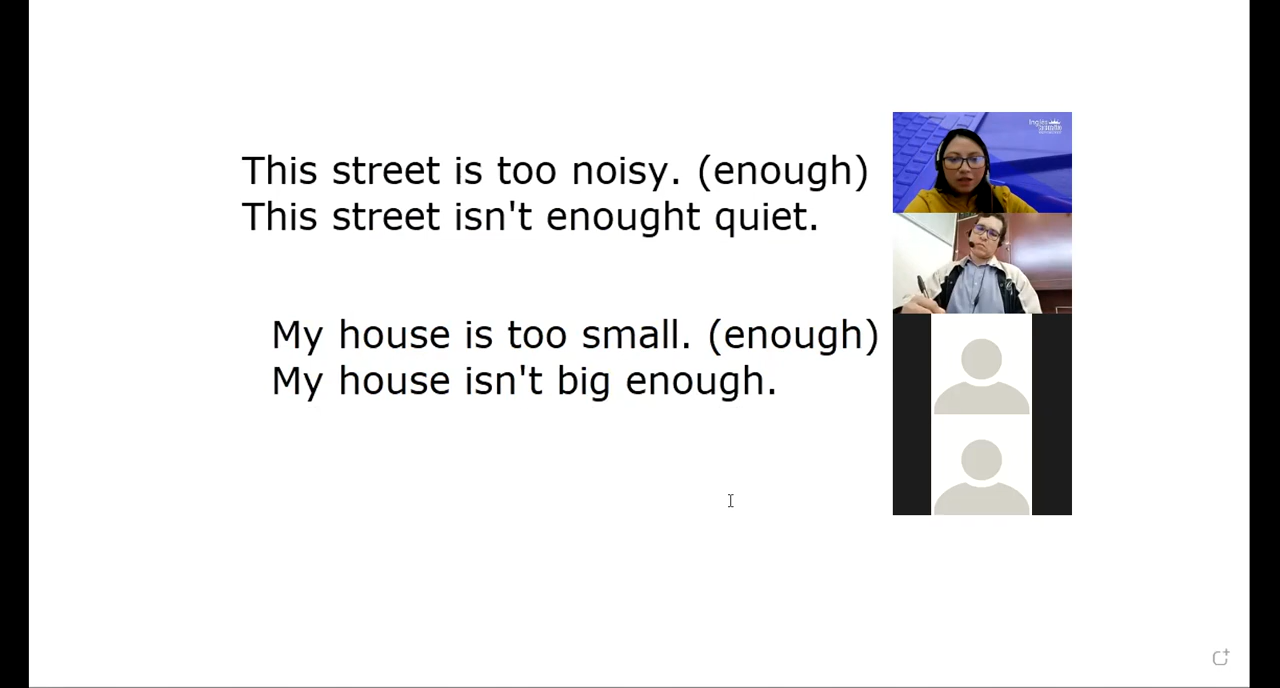 This street is too noisy. (enough)
This street isn't enought quiet.
My house is too small. (enough)
My house isn't big enough.